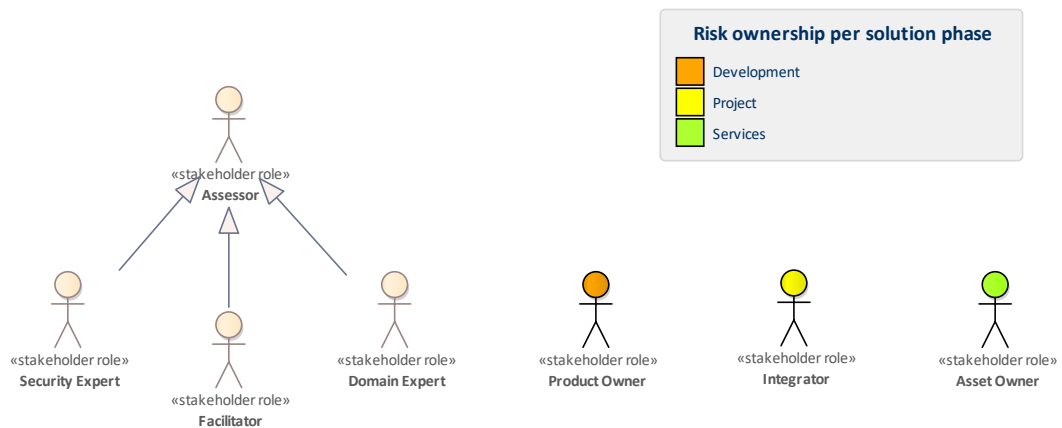 Risk ownership per solution phase
Development
Project
Services
«stakeholder role»
Assessor
«stakeholder role»
Security Expert
«stakeholder role»
Facilitator
«stakeholder role»
Domain Expert
«stakeholder role»
Product Owner
«stakeholder role»
Integrator
«stakeholder role»
Asset Owner